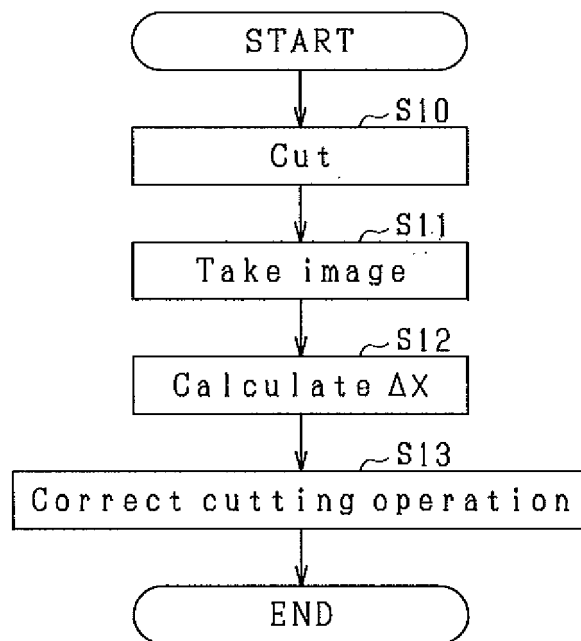 START
S10
Cut
S11
Take image
S12
Calculate ΔX
S13
Correct cutting operation
END